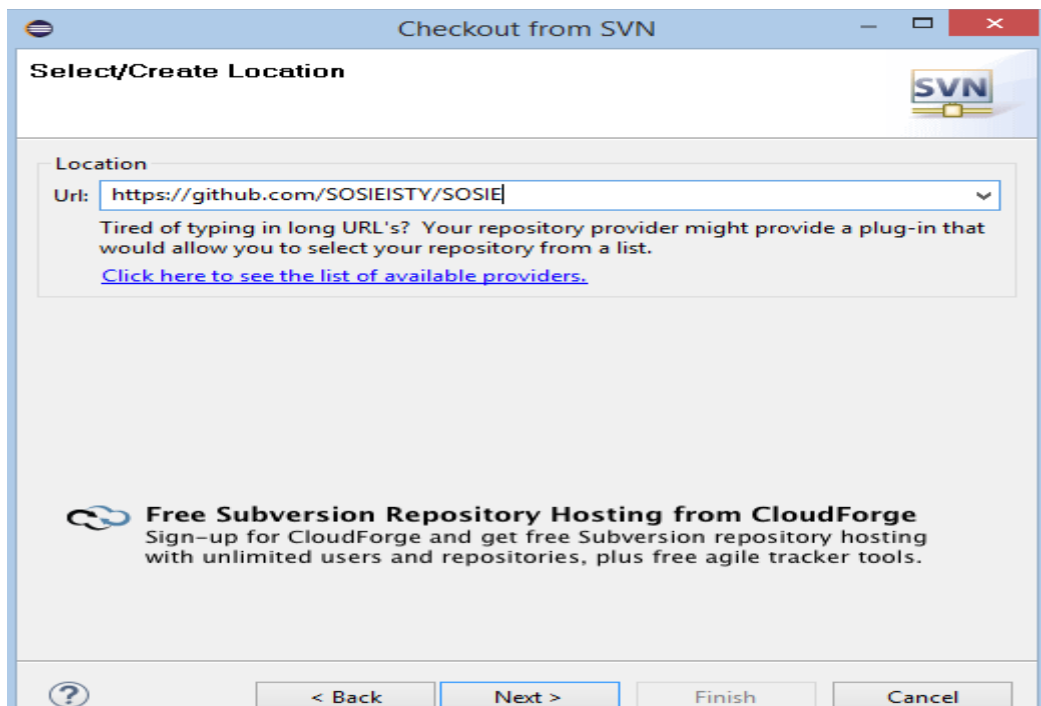 Checkout from SVN
Select/Create Location
SVN
Location
Url: https://github.com/SOSIEISTY/SOSIE
Tired of typing in long URL's? Your repository provider might provide a plug-in that
would allow you to select your repository from a list.
Click here to see the list of available providers.
Free Subversion Repository Hosting from CloudForge
Sign-up for CloudForge and get free Subversion repository hosting
with unlimited users and repositories, plus free agile tracker tools.
? < Back Next > Finish Cancel